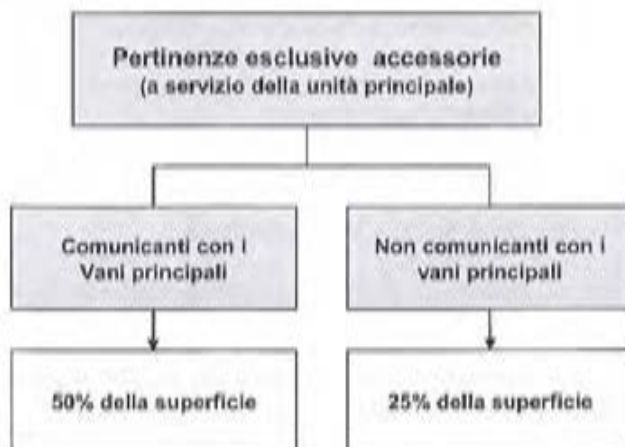 Pertinenze esclusive accessorie
(a servizio della unità principale)
Comunicanti con i
Vani principali
Non comunicanti con i
vani principali
50% della superficie
25% della superficie